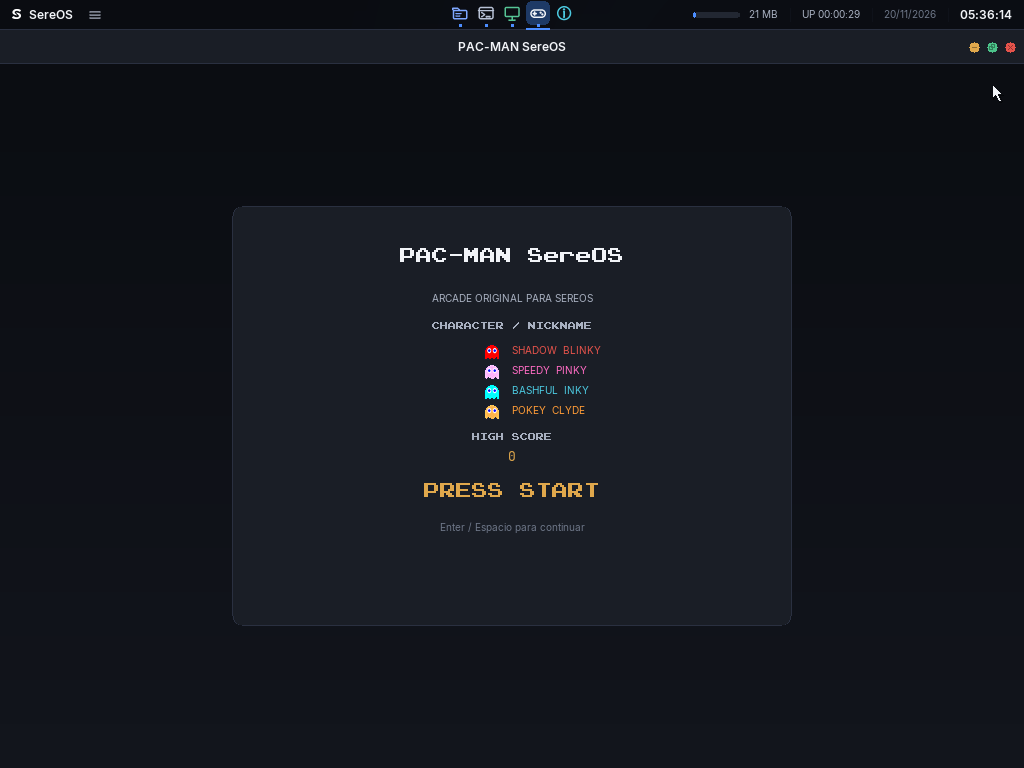 SereOS 21 MB UP 00:00:29 20/11/2026 05:36:14
PAC-MAN SereOS
PAC-MAN SereOS
ARCADE ORIGINAL PARA SEREOS
CHARACTER / NICKNAME
SHADOW BLINKY
SPEEDY PINKY
BASHFUL INKY
POKEY CLYDE
HIGH SCORE
0
PRESS START
Enter / Espacio para continuar